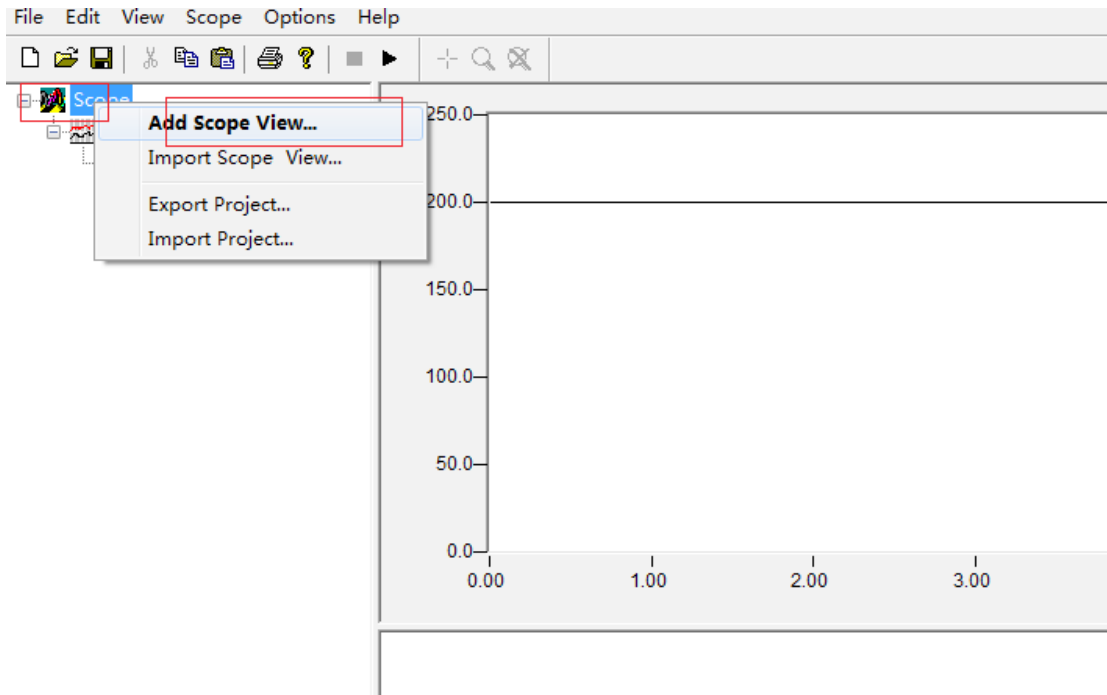 File Edit View Scope Options Help
Scope
Add Scope View...
Import Scope View...
Export Project...
Import Project...
250.0
200.0
150.0
100.0
50.0
0.0
0.00 1.00 2.00 3.00